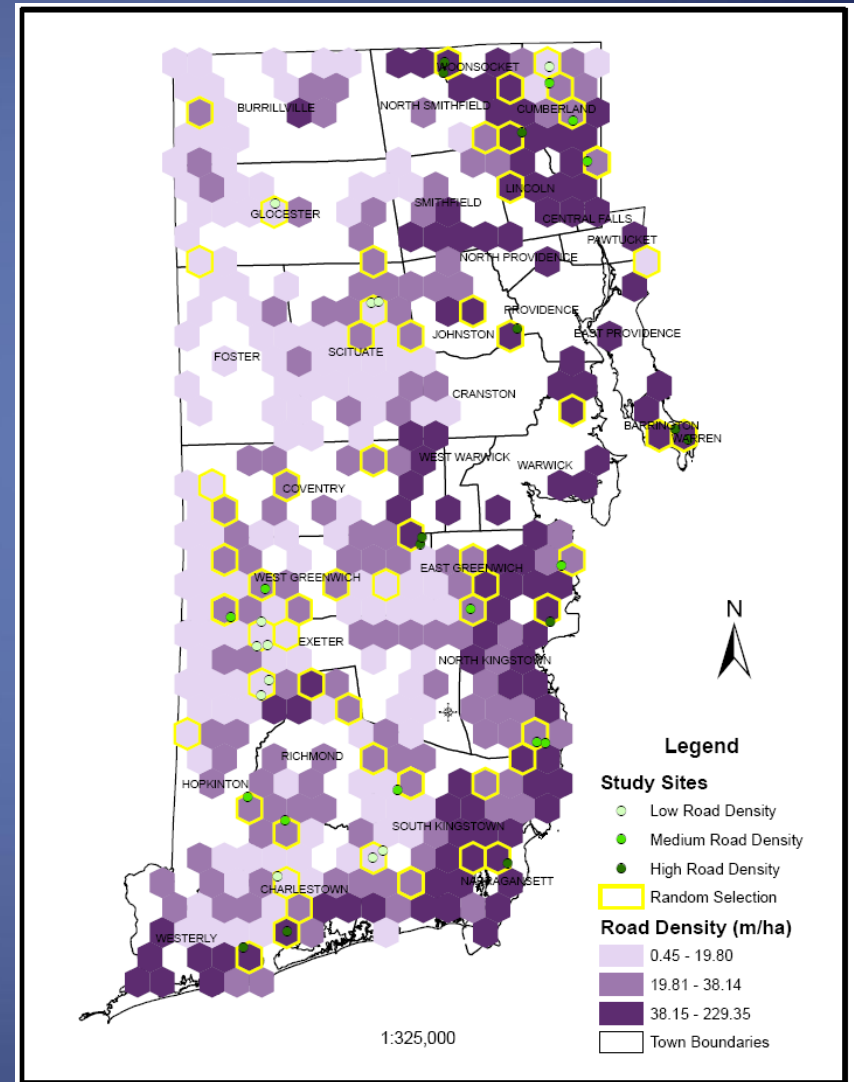 WOONSOCKET
BURRILLVILLE
NORTH SMITHFIELD
CUMBERLAND
LINCOLN
SMITHFIELD
GLOCESTER
CENTRAL FALLS
PAWTUCKET
NORTH PROVIDENCE
PROVIDENCE
EAST PROVIDENCE
JOHNSTON
SCITUATE
FOSTER
CRANSTON
BARRINGTON
WARREN
WEST WARWICK
WARWICK
COVENTRY
EAST GREENWICH
WEST GREENWICH
EXETER
NORTH KINGSTOWN
RICHMOND
HOPKINTON
SOUTH KINGSTOWN
NARRAGANSETT
CHARLESTOWN
WESTERLY
N
Legend
Study Sites
Low Road Density
Medium Road Density
High Road Density
Random Selection
Road Density (m/ha)
0.45 - 19.80
19.81 - 38.14
38.15 - 229.35
Town Boundaries
1:325,000